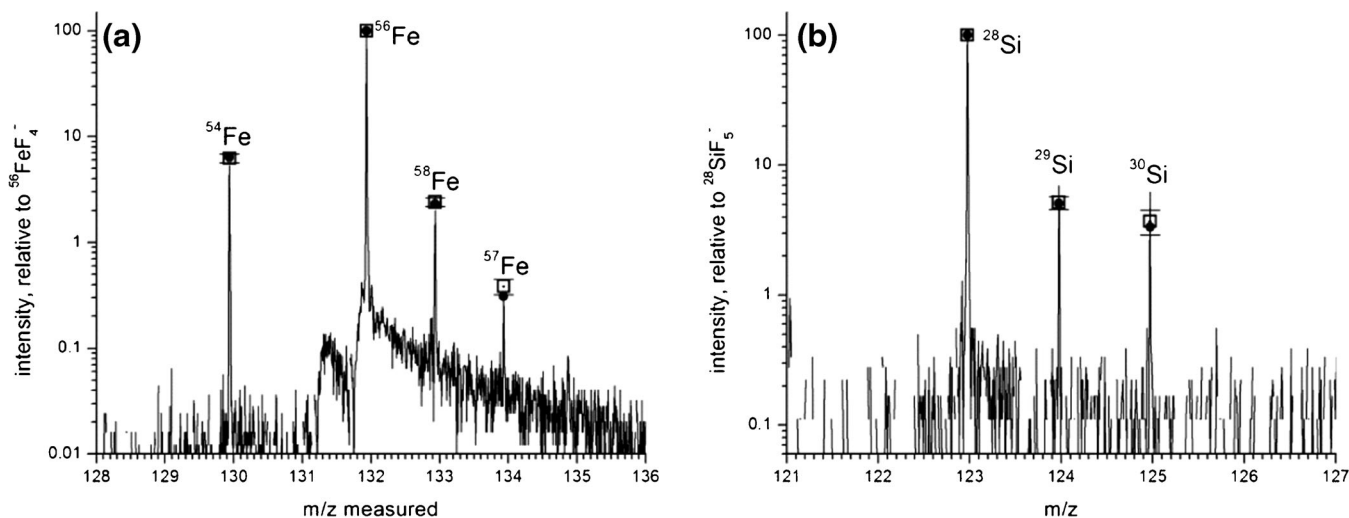 (a)
intensity, relative to ⁵⁶FeF₄⁻
100
10
1
0.1
0.01
⁵⁴Fe
⁵⁶Fe
⁵⁸Fe
⁵⁷Fe
128 129 130 131 132 133 134 135 136
m/z measured
(b)
intensity, relative to ²⁸SiF₅⁻
100
10
1
0.1
²⁸Si
²⁹Si
³⁰Si
121 122 123 124 125 126 127
m/z